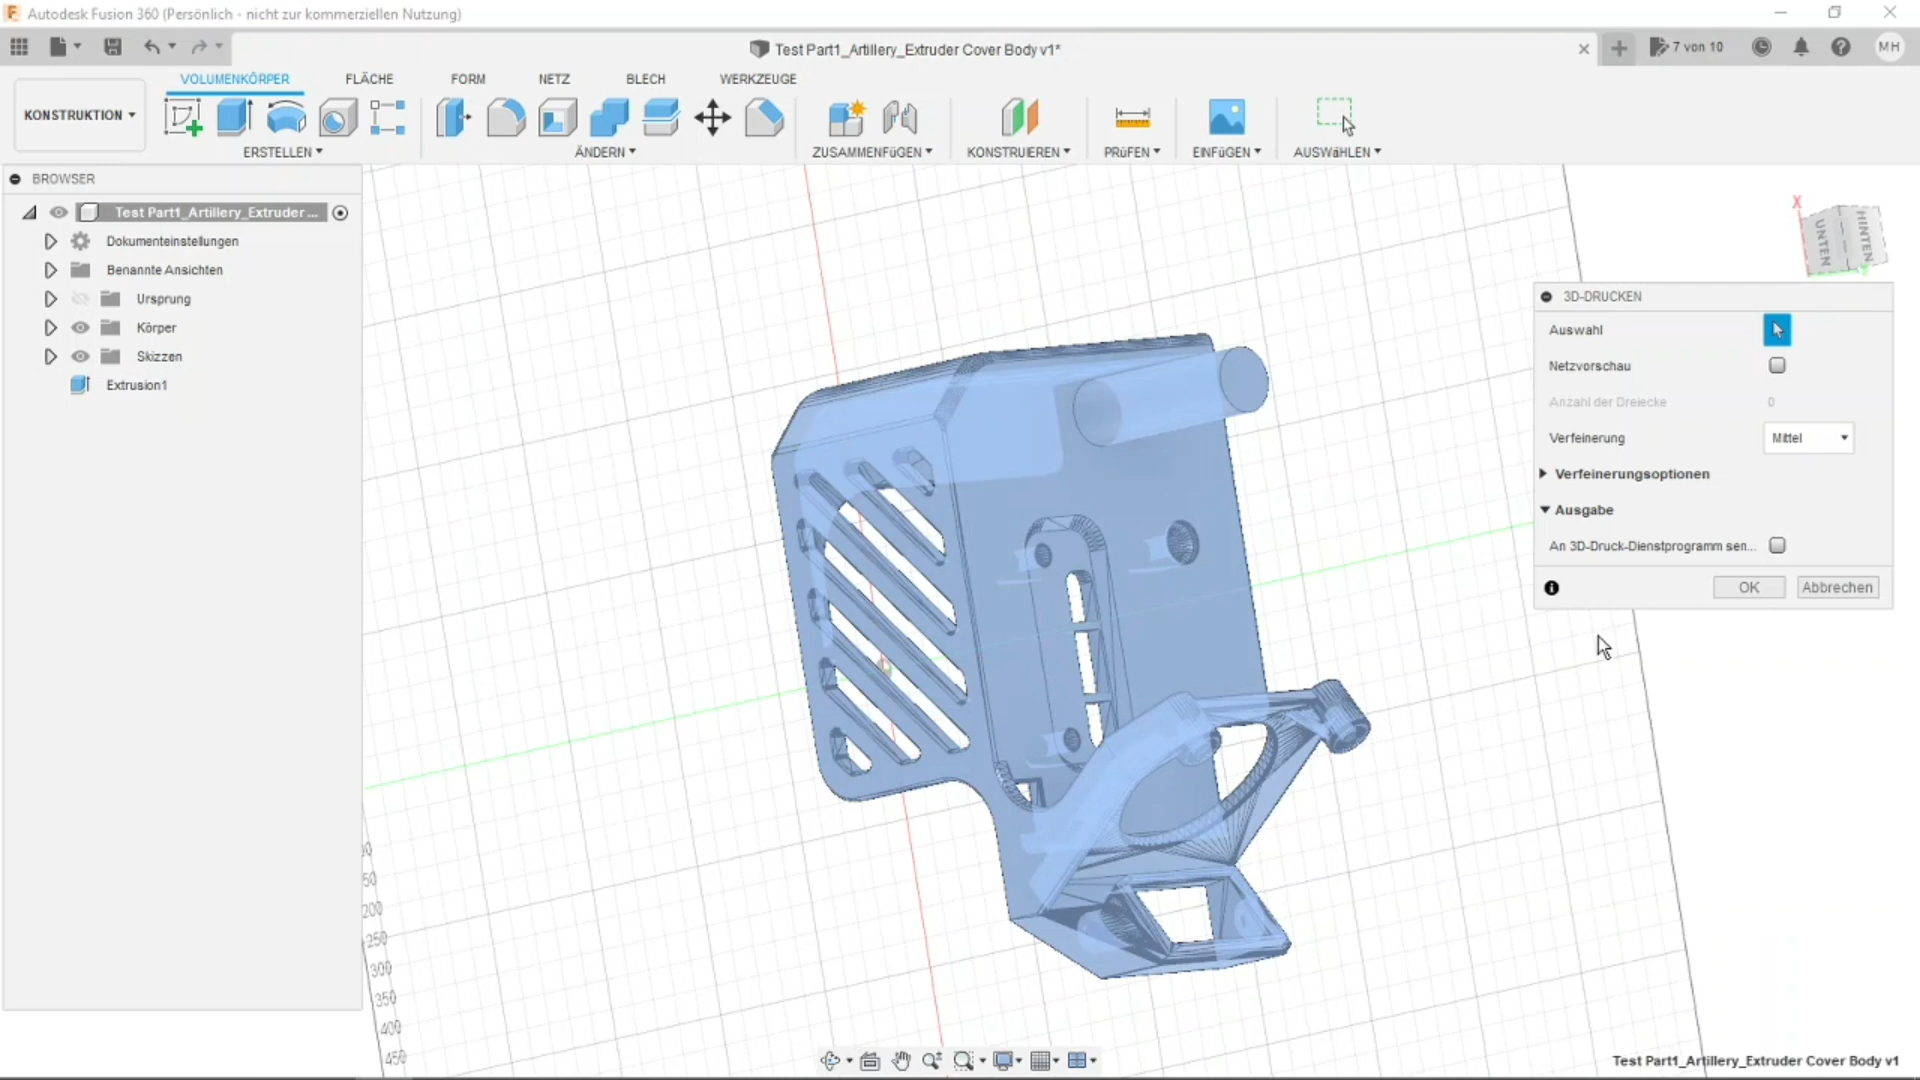 Autodesk Fusion 360 (Persönlich - nicht zur kommerziellen Nutzung)
Test Part1_Artillery_Extruder Cover Body v1*
7 von 10
MH
KONSTRUKTION
VOLUMENKÖRPER
FLÄCHE
FORM
NETZ
BLECH
WERKZEUGE
ERSTELLEN
ÄNDERN
ZUSAMMENFüGEN
KONSTRUIEREN
PRüFEN
EINFüGEN
AUSWäHLEN
BROWSER
Test Part1_Artillery_Extruder ...
Dokumenteinstellungen
Benannte Ansichten
Ursprung
Körper
Skizzen
Extrusion1
X
UNTEN
HINTEN
3D-DRUCKEN
Auswahl
Netzvorschau
Anzahl der Dreiecke 0
Verfeinerung Mittel
Verfeinerungsoptionen
Ausgabe
An 3D-Druck-Dienstprogramm sen...
OK Abbrechen
200
250
300
350
400
450
Test Part1_Artillery_Extruder Cover Body v1